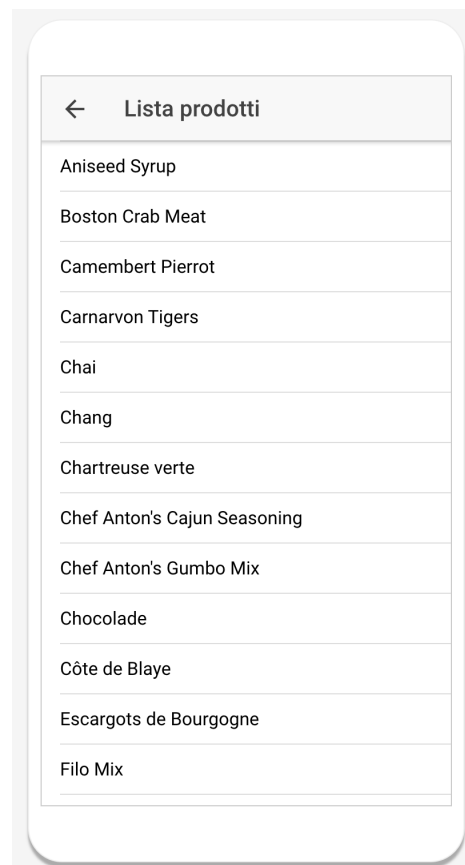 Lista prodotti
Aniseed Syrup
Boston Crab Meat
Camembert Pierrot
Carnarvon Tigers
Chai
Chang
Chartreuse verte
Chef Anton's Cajun Seasoning
Chef Anton's Gumbo Mix
Chocolade
Côte de Blaye
Escargots de Bourgogne
Filo Mix